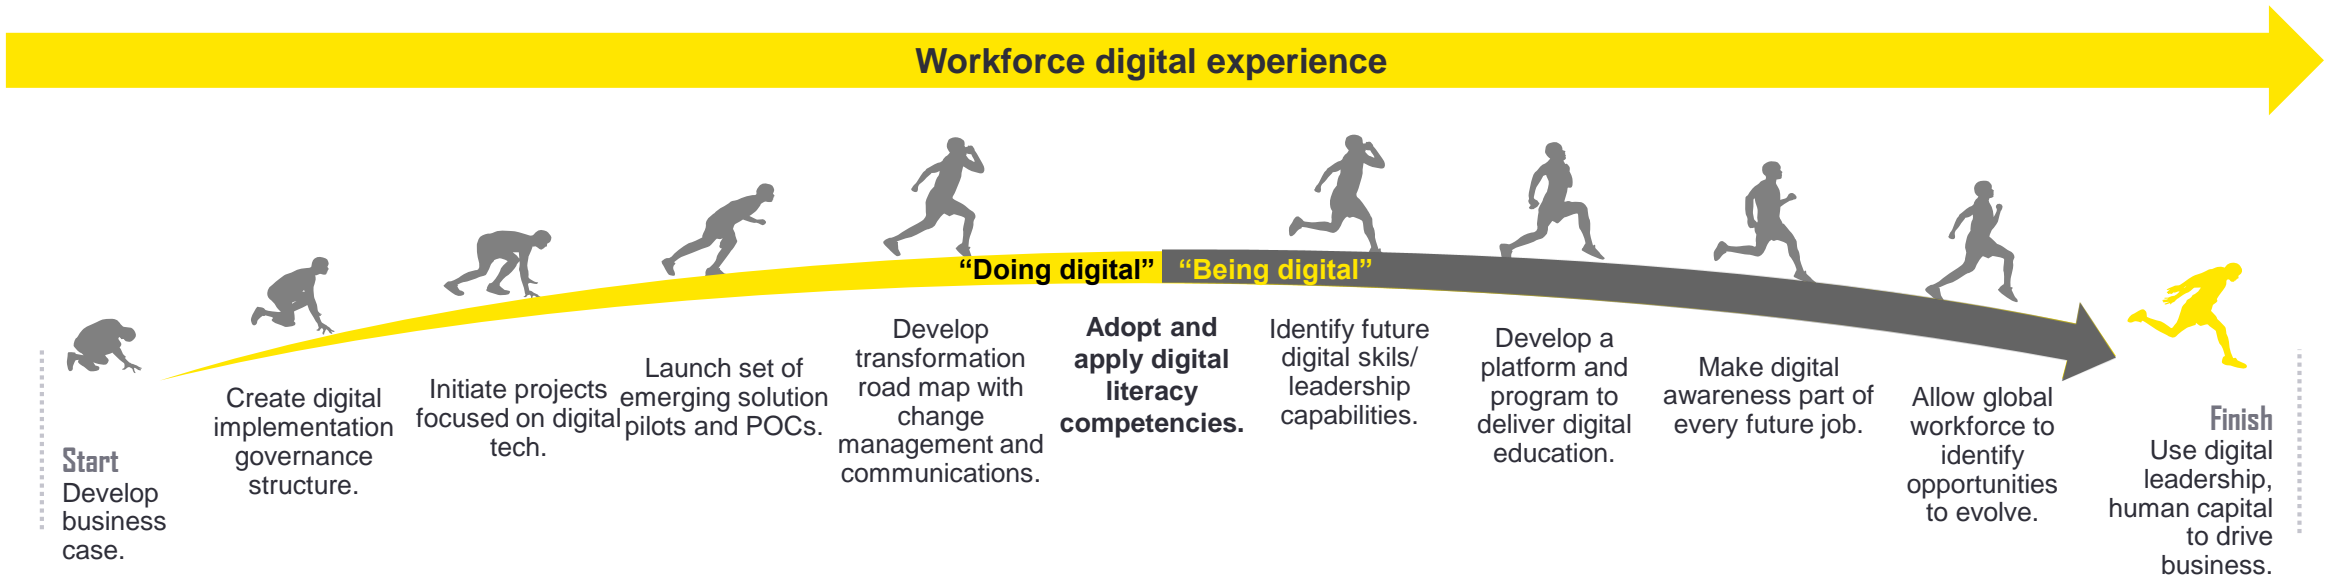 Workforce digital experience
“Doing digital”
“Being digital”
Start
Develop
business
case.
Create digital
implementation
governance
structure.
Initiate projects
focused on digital
tech.
Launch set of
emerging solution
pilots and POCs.
Develop
transformation
road map with
change
management and
communications.
Adopt and
apply digital
literacy
competencies.
Identify future
digital skils/
leadership
capabilities.
Develop a
platform and
program to
deliver digital
education.
Make digital
awareness part of
every future job.
Allow global
workforce to
identify
opportunities
to evolve.
Finish
Use digital
leadership,
human capital
to drive
business.